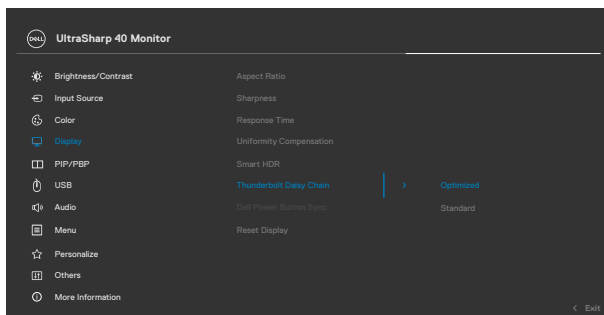 DELL UltraSharp 40 Monitor
Brightness/Contrast Aspect Ratio
Input Source Sharpness
Color Response Time
Display Uniformity Compensation
PIP/PBP Smart HDR
USB Thunderbolt Daisy Chain Optimized
Audio Dell Power Button Sync Standard
Menu Reset Display
Personalize
Others
More Information
Exit